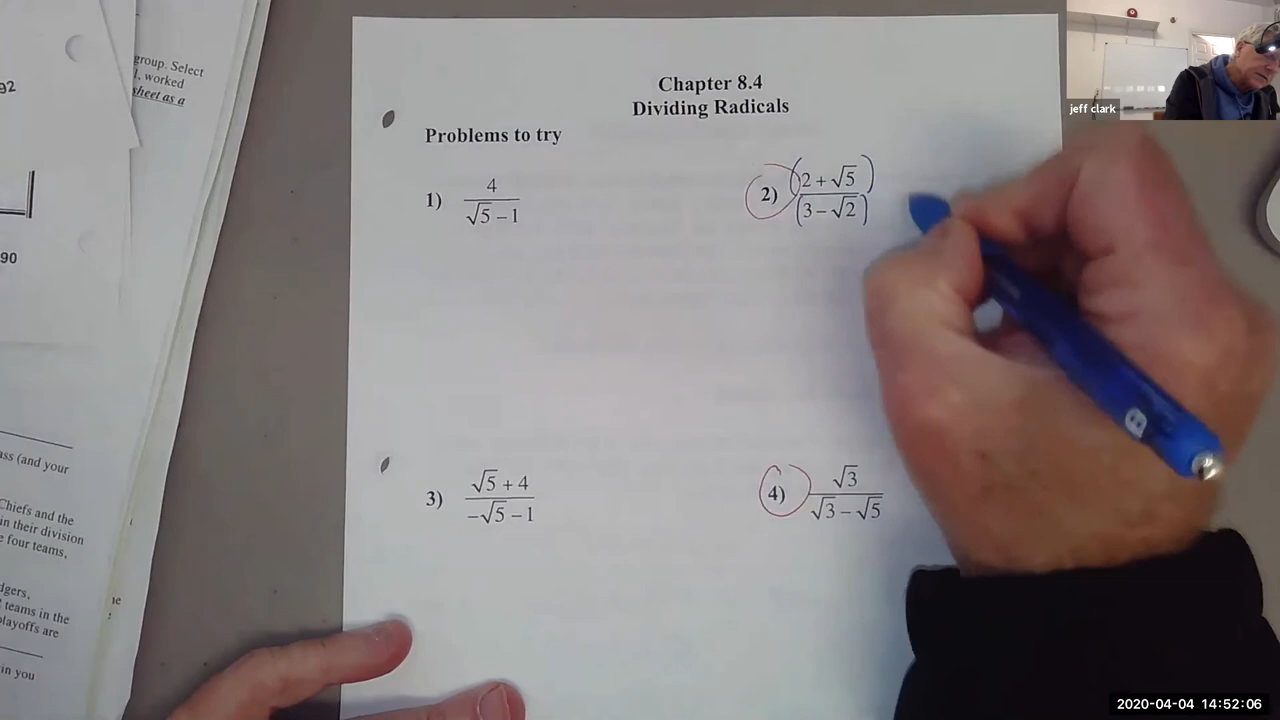 92
group. Select
, worked
sheet as a
90
ass (and your
Chiefs and the
in their division
e four teams,
dgers,
teams in the
playoffs are
in you
Chapter 8.4
Dividing Radicals
Problems to try
1) 4
√5 − 1
2) (2 + √5)
(3 − √2)
3) √5 + 4
−√5 − 1
4) √3
√3 − √5
jeff clark
2020-04-04 14:52:06